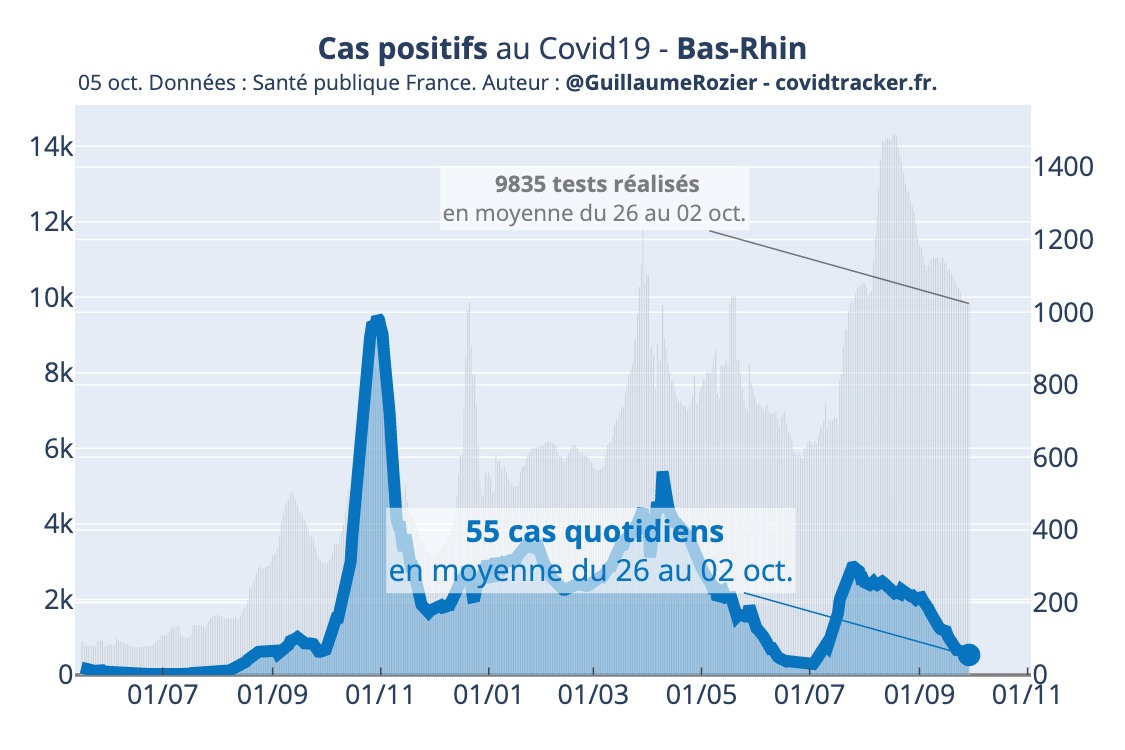 Cas positifs au Covid19 - Bas-Rhin
05 oct. Données : Santé publique France. Auteur : @GuillaumeRozier - covidtracker.fr.
14k
12k
10k
8k
6k
4k
2k
0
1400
1200
1000
800
600
400
200
0
9835 tests réalisés
en moyenne du 26 au 02 oct.
55 cas quotidiens
en moyenne du 26 au 02 oct.
01/07 01/09 01/11 01/01 01/03 01/05 01/07 01/09 01/11